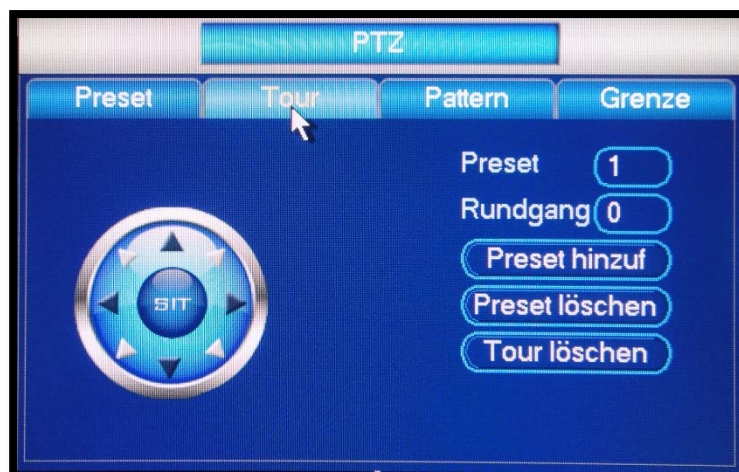 PTZ
Preset Tour Pattern Grenze
Preset 1
Rundgang 0
Preset hinzuf
SIT
Preset löschen
Tour löschen